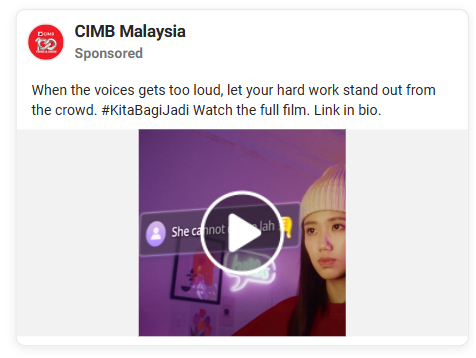 CIMB Malaysia
Sponsored
When the voices gets too loud, let your hard work stand out from
the crowd. #KitaBagiJadi Watch the full film. Link in bio.
She cannot lah 👎